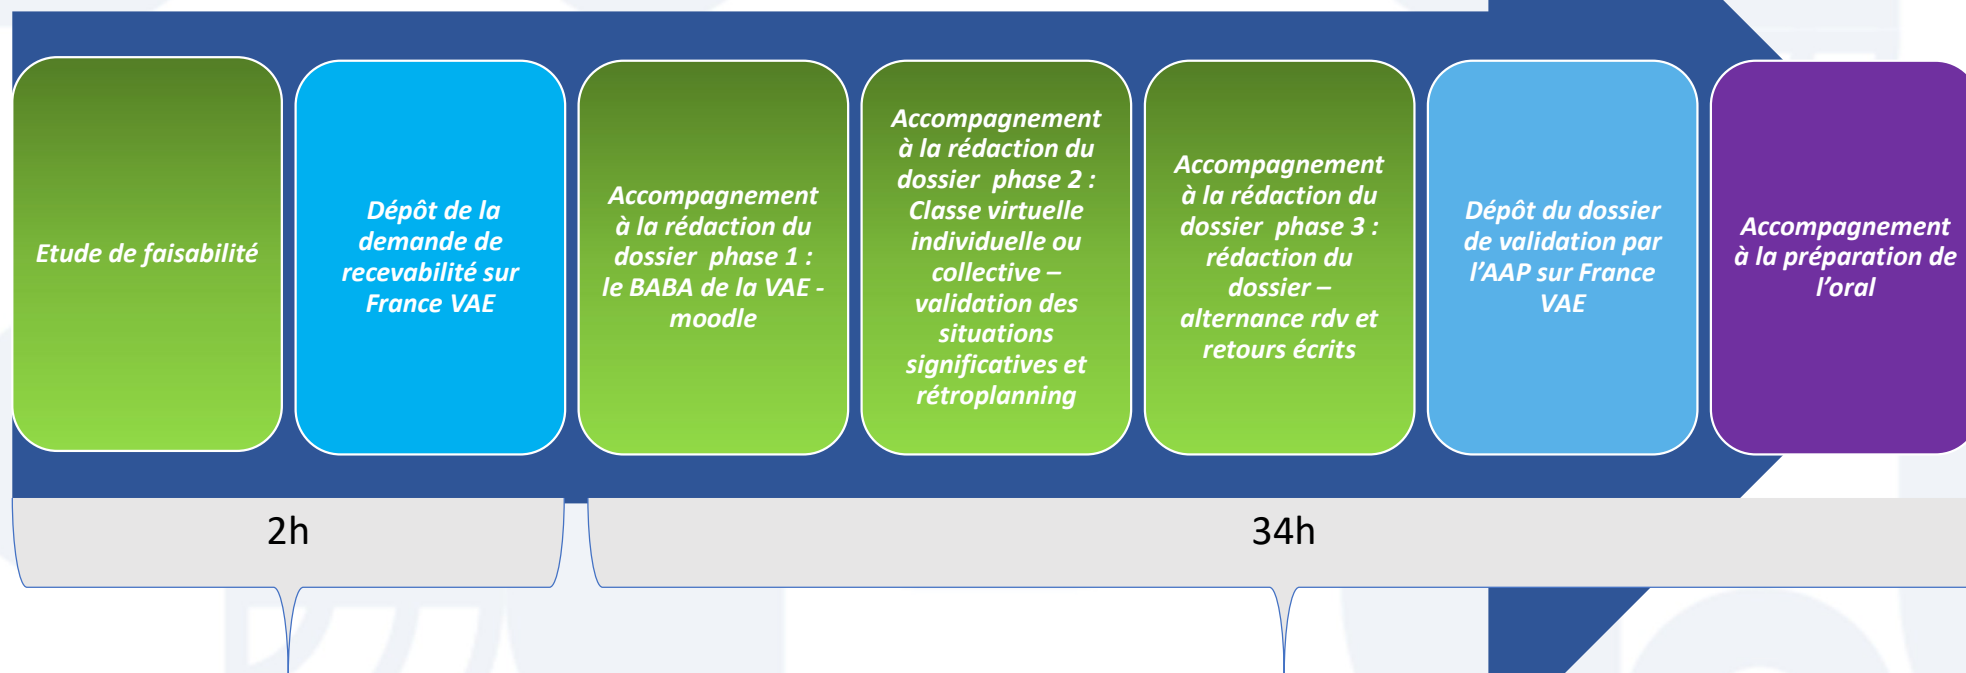 Etude de faisabilité
Dépôt de la
demande de
recevabilité sur
France VAE
Accompagnement
à la rédaction du
dossier  phase 1 :
le BABA de la VAE -
moodle
Accompagnement
à la rédaction du
dossier  phase 2 :
Classe virtuelle
individuelle ou
collective –
validation des
situations
significatives et
rétroplanning
Accompagnement
à la rédaction du
dossier  phase 3 :
rédaction du
dossier –
alternance rdv et
retours écrits
Dépôt du dossier
de validation par
l’AAP sur France
VAE
Accompagnement
à la préparation de
l’oral
2h
34h